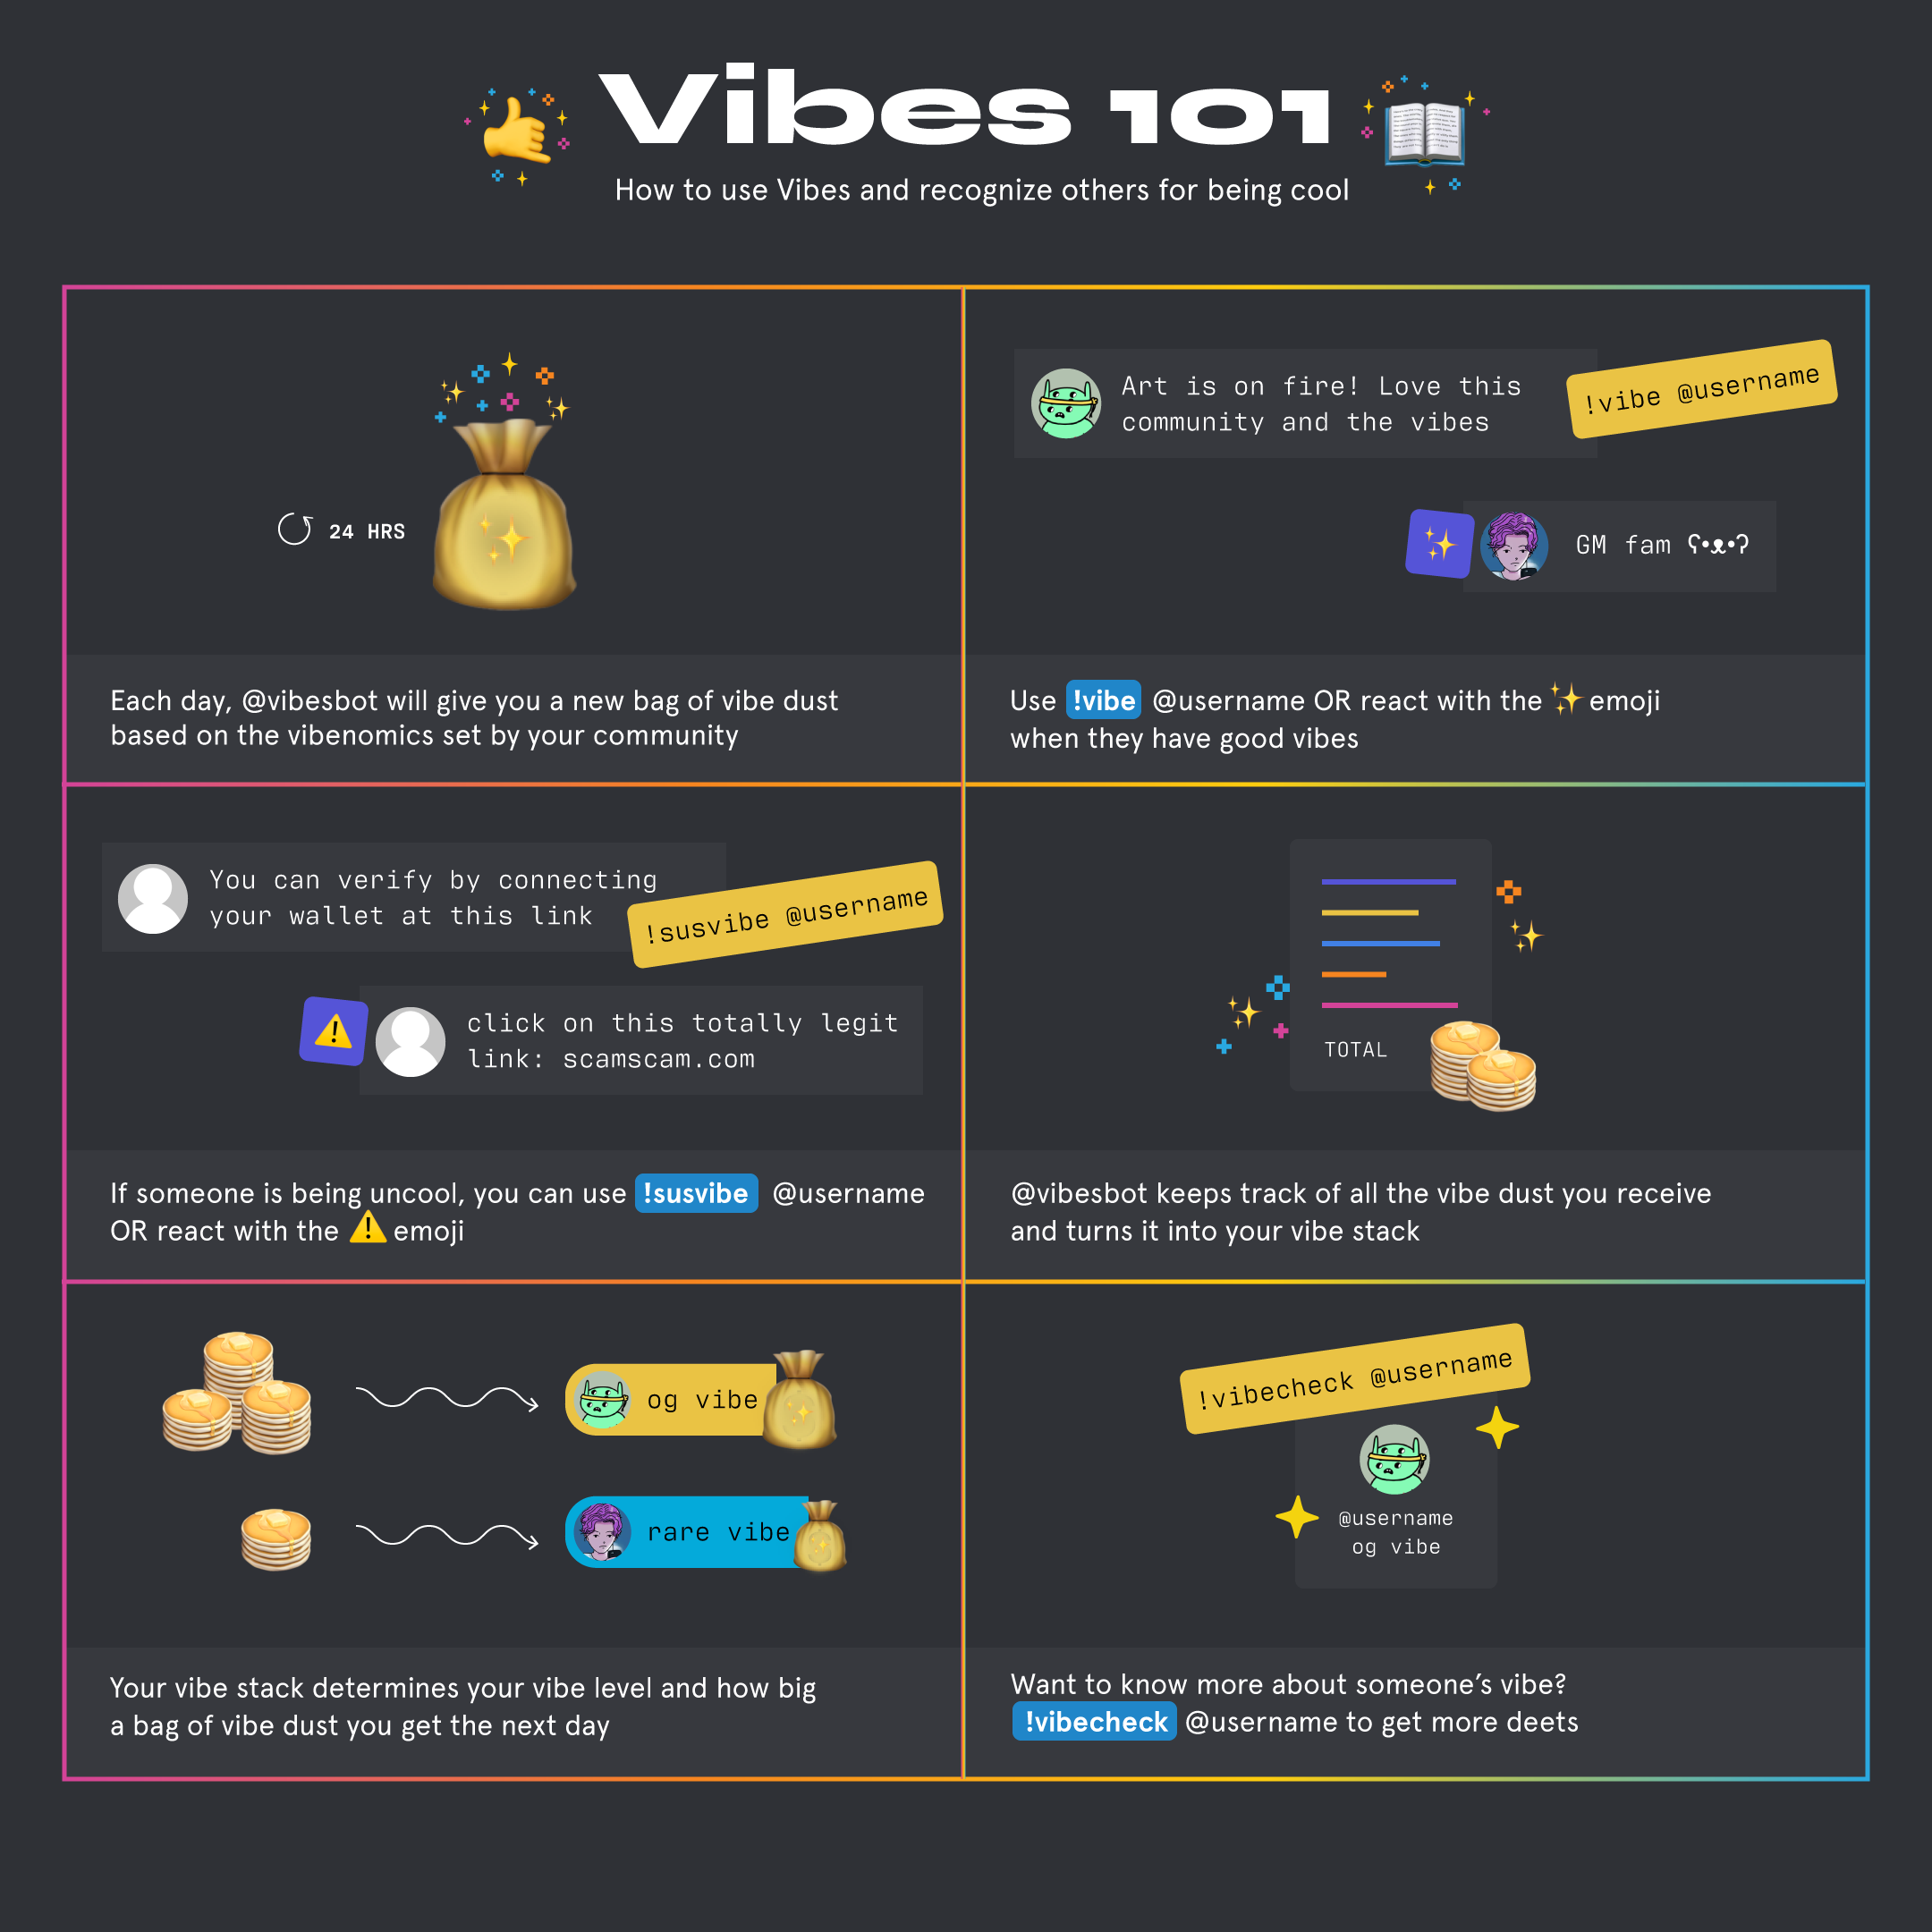 Vibes 101
How to use Vibes and recognize others for being cool
24 HRS
Each day, @vibesbot will give you a new bag of vibe dust
based on the vibenomics set by your community
Art is on fire! Love this
community and the vibes
!vibe @username
GM fam ʕ•ᴥ•ʔ
Use !vibe @username OR react with the ✨ emoji
when they have good vibes
You can verify by connecting
your wallet at this link
!susvibe @username
click on this totally legit
link: scamscam.com
If someone is being uncool, you can use !susvibe @username
OR react with the ⚠️ emoji
TOTAL
@vibesbot keeps track of all the vibe dust you receive
and turns it into your vibe stack
og vibe
rare vibe
Your vibe stack determines your vibe level and how big
a bag of vibe dust you get the next day
!vibecheck @username
@username
og vibe
Want to know more about someone’s vibe?
!vibecheck @username to get more deets